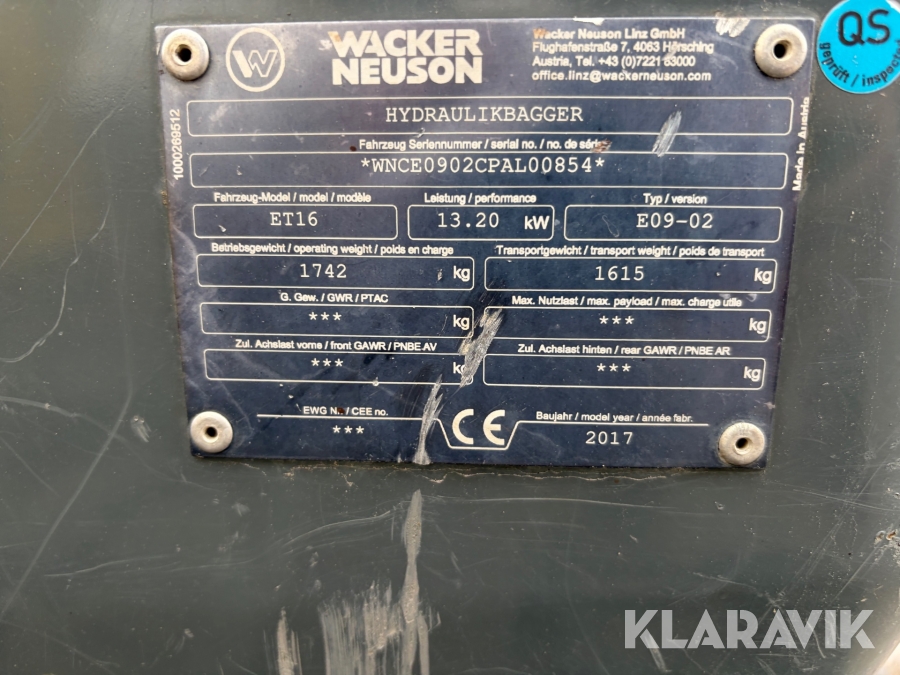 WACKER
NEUSON
Wacker Neuson Linz GmbH
Flughafenstraße 7, 4063 Hörsching
Austria, Tel. +43 (0)7221 63000
office.linz@wackerneuson.com
QS
geprüft / inspected
1000269512
HYDRAULIKBAGGER
Made in Austria
Fahrzeug Seriennummer / serial no. / no. de série
*WNCE0902CPAL00854*
Fahrzeug-Model / model / modèle Leistung / performance Typ / version
ET16 13.20 kW E09-02
Betriebsgewicht / operating weight / poids en charge Transportgewicht / transport weight / poids de transport
1742 kg 1615 kg
G. Gew. / GWR / PTAC Max. Nutzlast / max. payload / max. charge utile
*** kg *** kg
Zul. Achslast vorne / front GAWR / PNBE AV Zul. Achslast hinten / rear GAWR / PNBE AR
*** kg *** kg
EWG Nr. / CEE no. CE Baujahr / model year / année fabr.
*** 2017
KLARAVIK